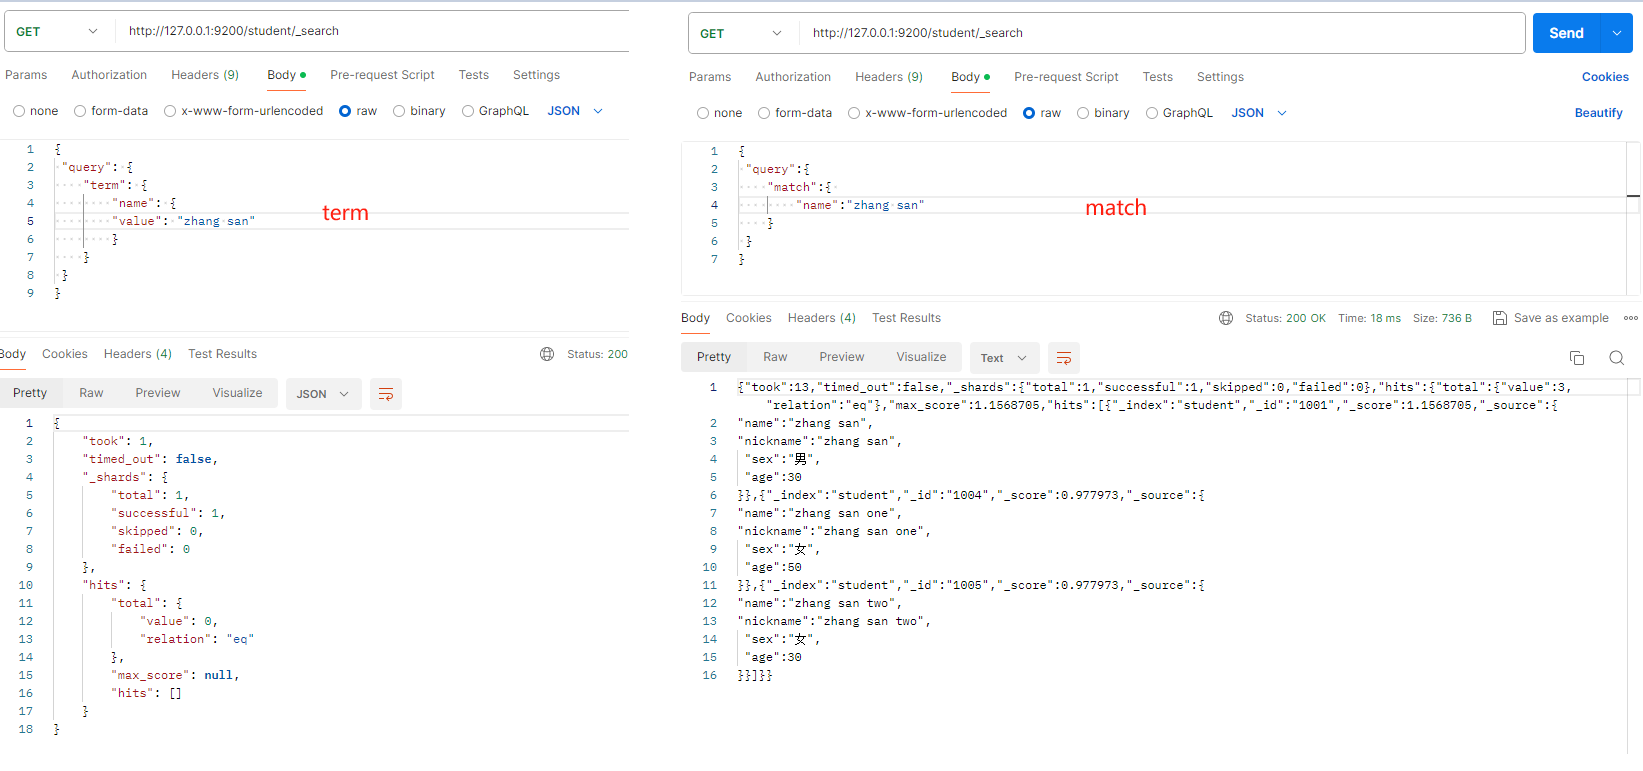 GET
http://127.0.0.1:9200/student/_search
Params Authorization Headers (9) Body Pre-request Script Tests Settings
none form-data x-www-form-urlencoded raw binary GraphQL JSON
1 {
2 "query": {
3 "term": {
4 "name": {
5 "value": "zhang san"
6 }
7 }
8 }
9 }
term
Body Cookies Headers (4) Test Results Status: 200
Pretty Raw Preview Visualize JSON
1 {
2 "took": 1,
3 "timed_out": false,
4 "_shards": {
5 "total": 1,
6 "successful": 1,
7 "skipped": 0,
8 "failed": 0
9 },
10 "hits": {
11 "total": {
12 "value": 0,
13 "relation": "eq"
14 },
15 "max_score": null,
16 "hits": []
17 }
18 }
GET
http://127.0.0.1:9200/student/_search
Send
Params Authorization Headers (9) Body Pre-request Script Tests Settings Cookies
none form-data x-www-form-urlencoded raw binary GraphQL JSON Beautify
1 {
2 "query":{
3 "match":{
4 "name":"zhang san"
5 }
6 }
7 }
match
Body Cookies Headers (4) Test Results Status: 200 OK Time: 18 ms Size: 736 B Save as example
Pretty Raw Preview Visualize Text
1 {"took":13,"timed_out":false,"_shards":{"total":1,"successful":1,"skipped":0,"failed":0},"hits":{"total":{"value":3,
"relation":"eq"},"max_score":1.1568705,"hits":[{"_index":"student","_id":"1001","_score":1.1568705,"_source":{
2 "name":"zhang san",
3 "nickname":"zhang san",
4 "sex":"男",
5 "age":30
6 }},{"_index":"student","_id":"1004","_score":0.977973,"_source":{
7 "name":"zhang san one",
8 "nickname":"zhang san one",
9 "sex":"女",
10 "age":50
11 }},{"_index":"student","_id":"1005","_score":0.977973,"_source":{
12 "name":"zhang san two",
13 "nickname":"zhang san two",
14 "sex":"女",
15 "age":30
16 }}]}}